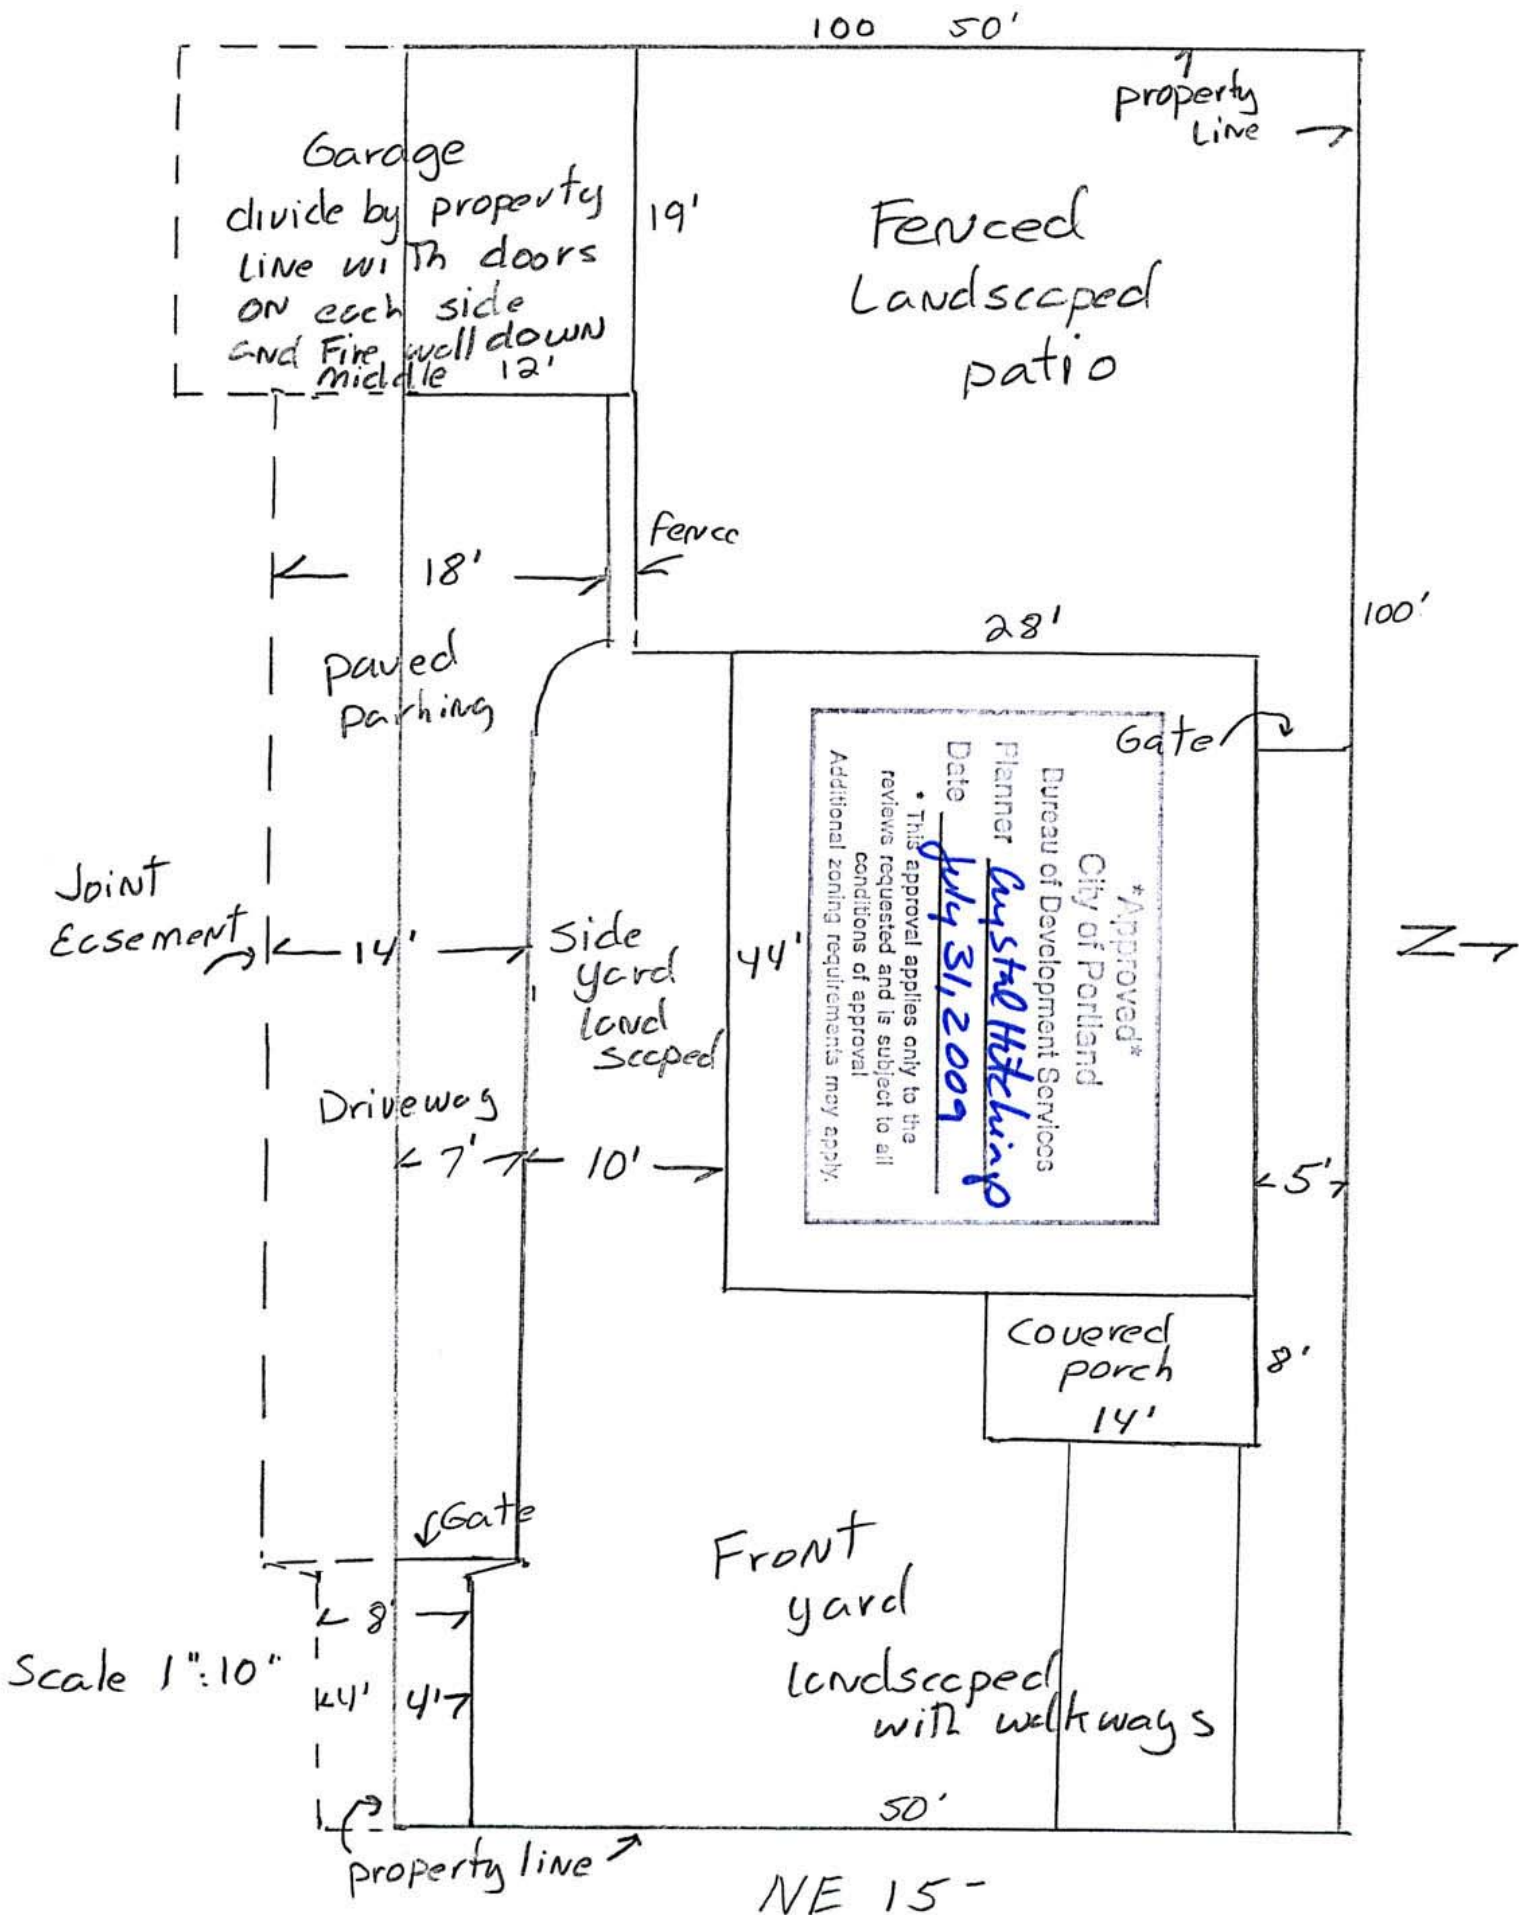 100 50'
property
Line
Garage
divide by property
Line with doors
on each side
and Fire wall down
middle 12'
19'
Fenced
Landscaped
patio
Fence
18'
28'
100'
paved
parking
Gate
*Approved*
City of Portland
Bureau of Development Services
Planner Crystal Hitchings
Date July 31, 2009
* This approval applies only to the
reviews requested and is subject to all
conditions of approval
Additional zoning requirements may apply.
Joint
Easement
14'
Side
yard
land
scaped
44'
Z
Driveway
7'
10'
5'
Covered
porch
8'
14'
Gate
Front
yard
landscaped
with walkways
8'
Scale 1":10"
4' 4'
50'
property line
NE 15